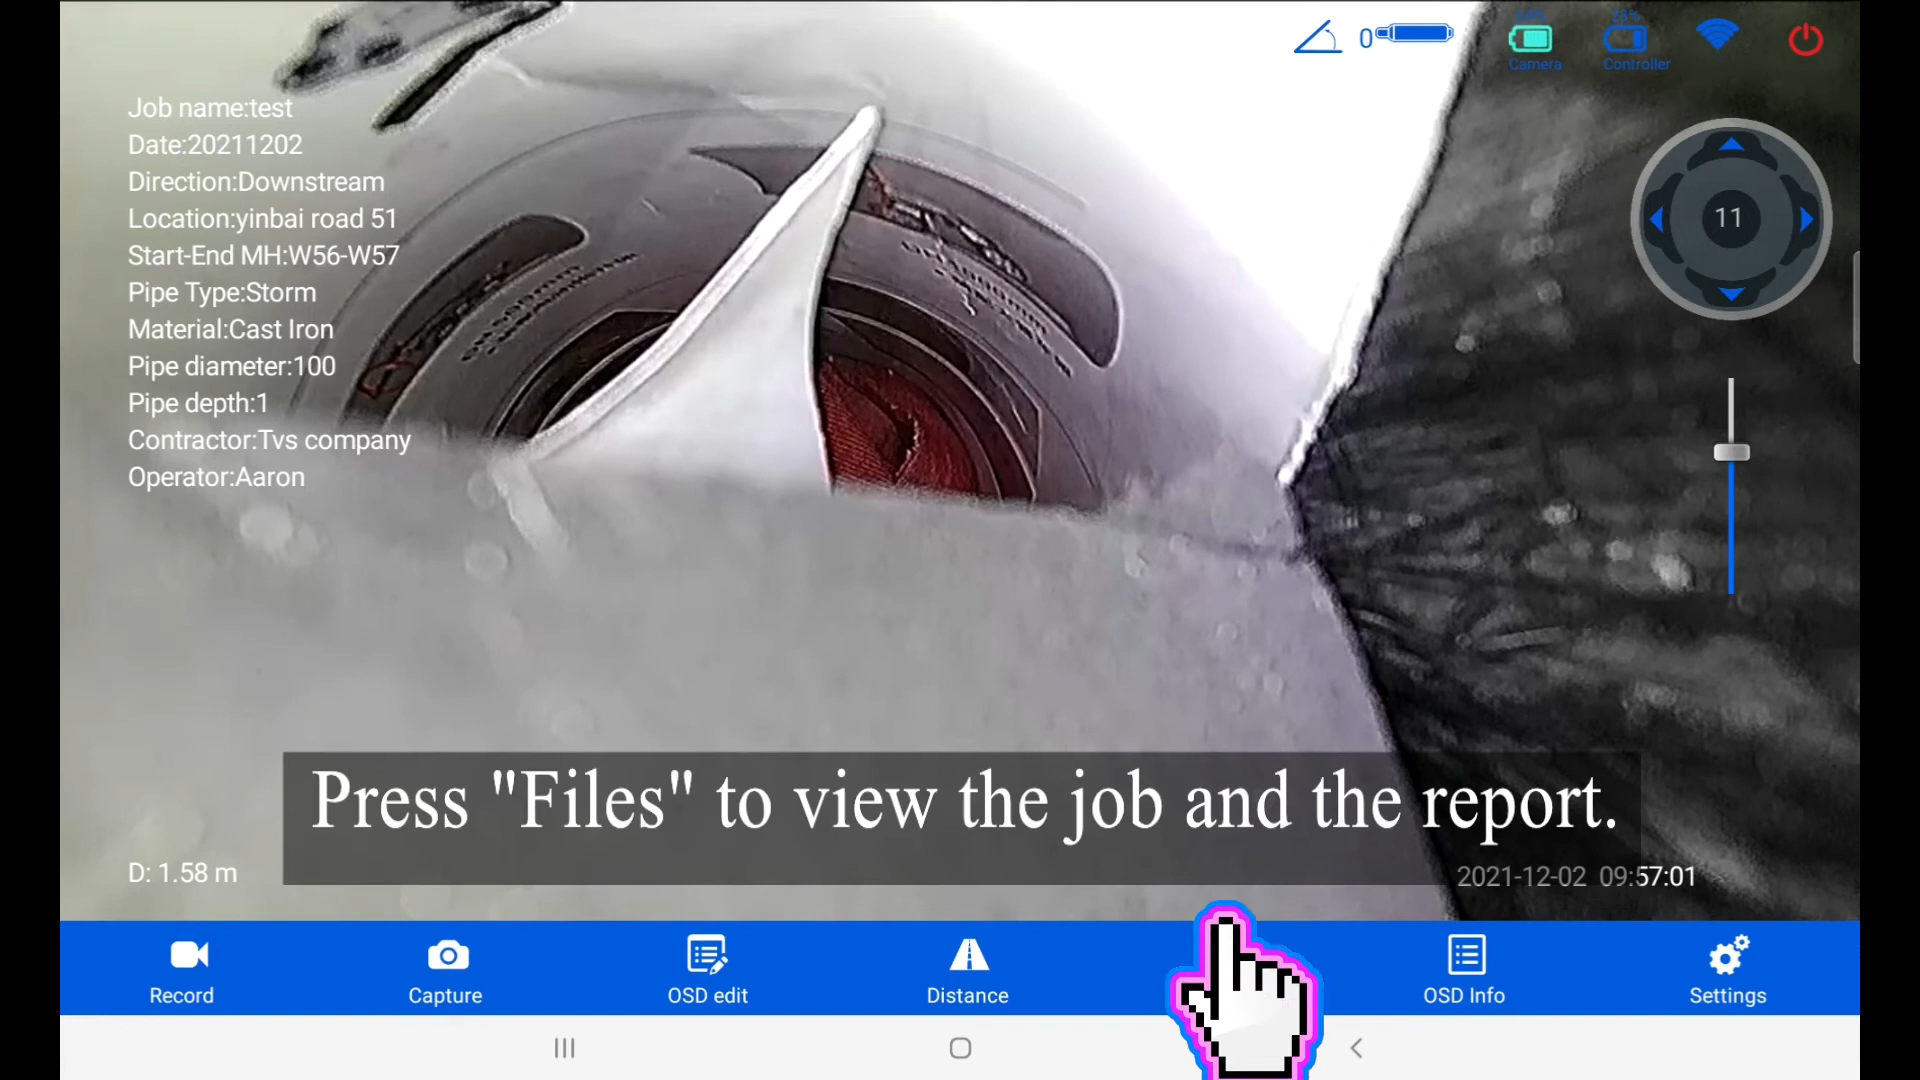 0
Camera
23%
Controller
Job name:test
Date:20211202
Direction:Downstream
Location:yinbai road 51
Start-End MH:W56-W57
Pipe Type:Storm
Material:Cast Iron
Pipe diameter:100
Pipe depth:1
Contractor:Tvs company
Operator:Aaron
11
Press "Files" to view the job and the report.
D: 1.58 m
2021-12-02 09:57:01
Record
Capture
OSD edit
Distance
OSD Info
Settings